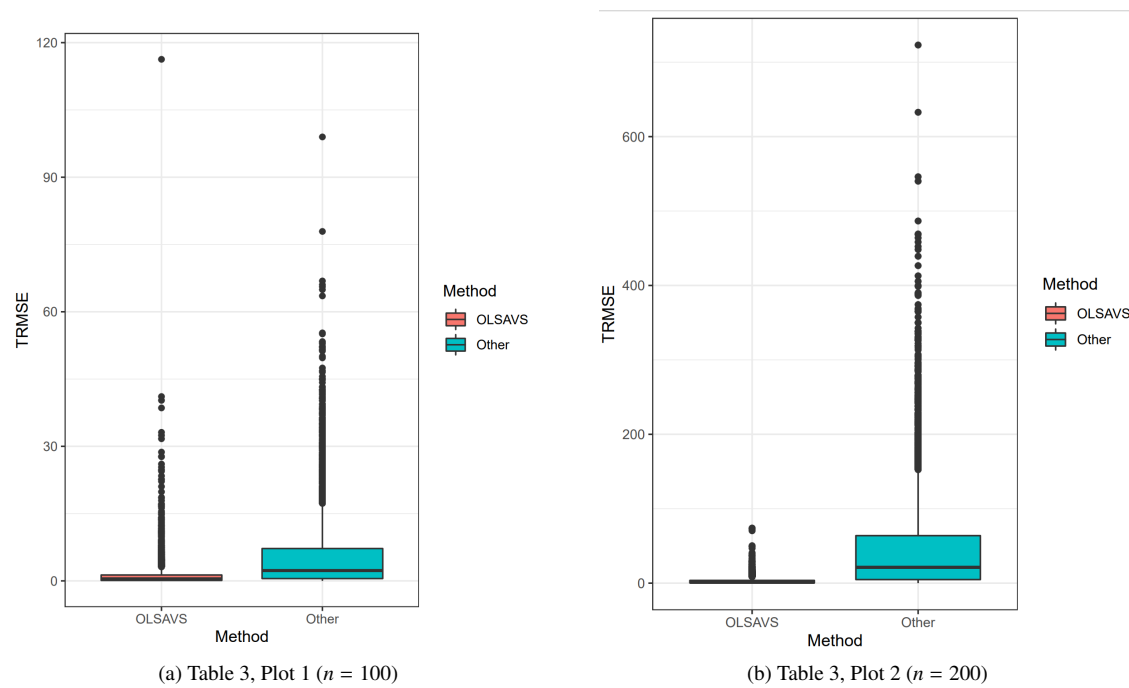 120
90
60
30
0
TRMSE
OLSAVS
Other
Method
Method
OLSAVS
Other
(a) Table 3, Plot 1 (n = 100)
600
400
200
0
TRMSE
OLSAVS
Other
Method
Method
OLSAVS
Other
(b) Table 3, Plot 2 (n = 200)